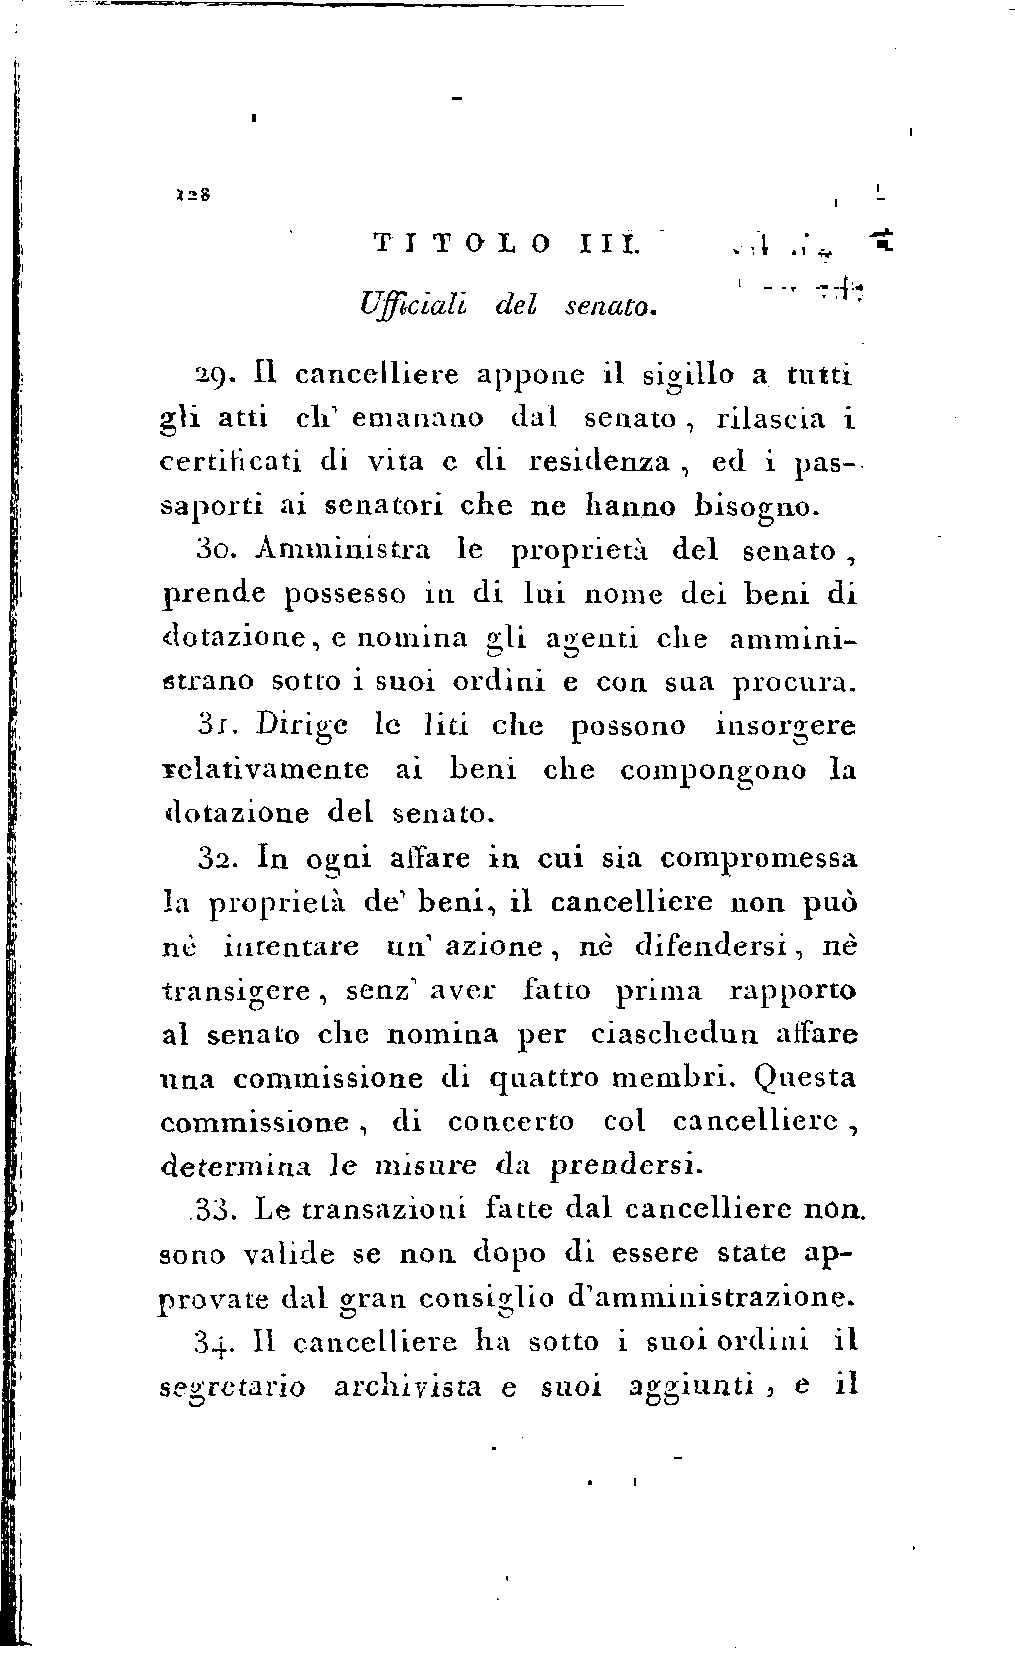 128
TITOLO III.
Ufficiali del senato.
29. Il cancelliere appone il sigillo a tutti
gli atti ch' emanano dal senato, rilascia i
certificati di vita e di residenza, ed i pas-
saporti ai senatori che ne hanno bisogno.
30. Amministra le proprietà del senato,
prende possesso in di lui nome dei beni di
dotazione, e nomina gli agenti che ammini-
strano sotto i suoi ordini e con sua procura.
31. Dirige le liti che possono insorgere
relativamente ai beni che compongono la
dotazione del senato.
32. In ogni affare in cui sia compromessa
la proprietà de' beni, il cancelliere non può
nè intentare un' azione, nè difendersi, nè
transigere, senz' aver fatto prima rapporto
al senato che nomina per ciaschedun affare
una commissione di quattro membri. Questa
commissione, di concerto col cancelliere,
determina le misure da prendersi.
33. Le transazioni fatte dal cancelliere non
sono valide se non dopo di essere state ap-
provate dal gran consiglio d'amministrazione.
34. Il cancelliere ha sotto i suoi ordini il
segretario archivista e suoi aggiunti, e il